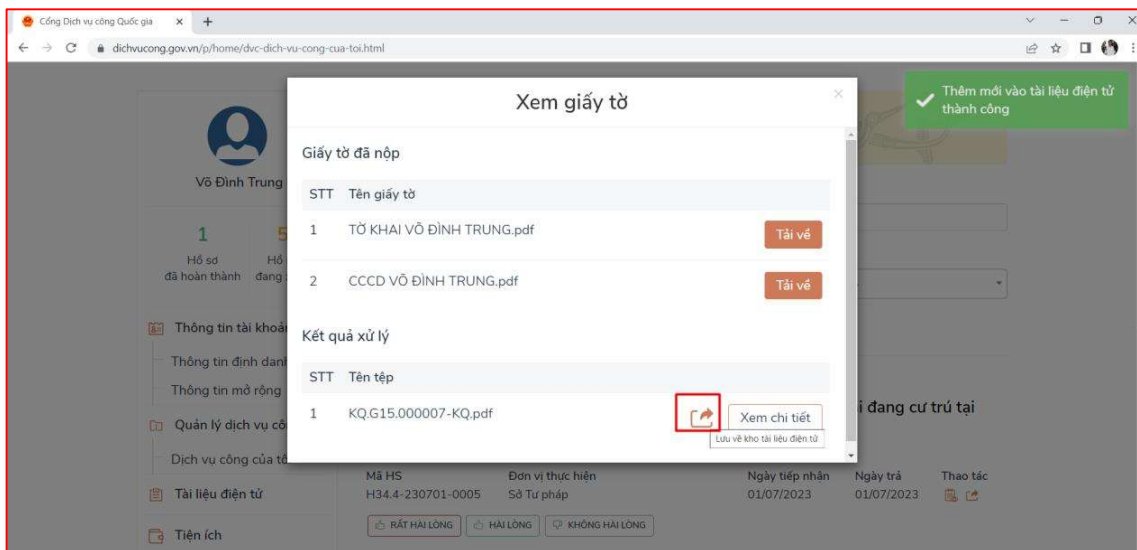 Cổng Dịch vụ công Quốc gia
dichvucong.gov.vn/p/home/dvc-dich-vu-cong-cua-toi.html
Thêm mới vào tài liệu điện tử
thành công
Xem giấy tờ
Giấy tờ đã nộp
STT Tên giấy tờ
1 TỜ KHAI VÕ ĐÌNH TRUNG.pdf Tải về
2 CCCD VÕ ĐÌNH TRUNG.pdf Tải về
Kết quả xử lý
STT Tên tệp
1 KQ.G15.000007-KQ.pdf Xem chi tiết
Lưu về kho tài liệu điện tử
Võ Đình Trung
1 5
Hồ sơ Hồ
đã hoàn thành đang
Thông tin tài khoản
Thông tin định danh
Thông tin mở rộng
Quản lý dịch vụ cô
Dịch vụ công của tô
Tài liệu điện tử
Tiện ích
i đang cư trú tại
Mã HS Đơn vị thực hiện Ngày tiếp nhận Ngày trả Thao tác
H34.4-230701-0005 Sở Tư pháp 01/07/2023 01/07/2023
RẤT HÀI LÒNG HÀI LÒNG KHÔNG HÀI LÒNG